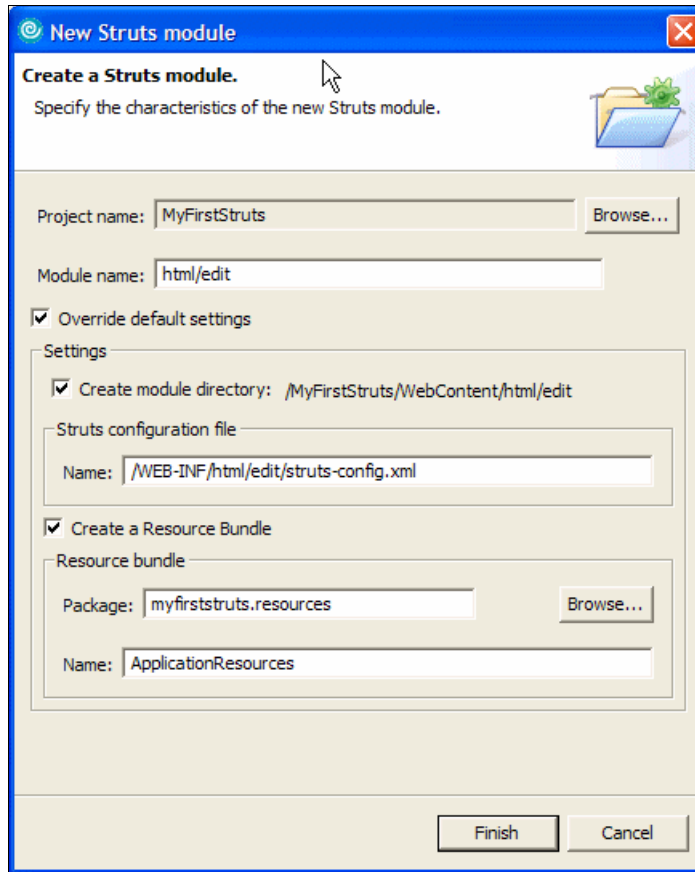 New Struts module
Create a Struts module.
Specify the characteristics of the new Struts module.
Project name: MyFirstStruts Browse...
Module name: html/edit
Override default settings
Settings
Create module directory: /MyFirstStruts/WebContent/html/edit
Struts configuration file
Name: /WEB-INF/html/edit/struts-config.xml
Create a Resource Bundle
Resource bundle
Package: myfirststruts.resources Browse...
Name: ApplicationResources
Finish Cancel